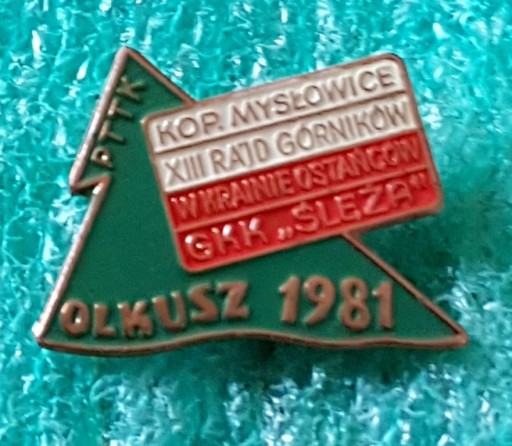 PTTK
KOP. MYSŁOWICE
XIII RAJD GÓRNIKÓW
W KRAINIE OSTAŃCÓW
GKK „ŚLĘŻA"
OLKUSZ 1981